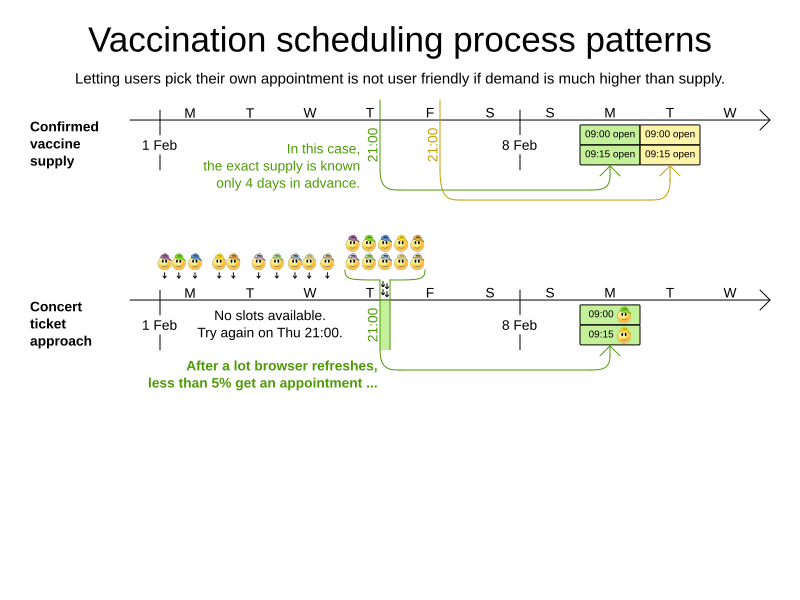 Vaccination scheduling process patterns
Letting users pick their own appointment is not user friendly if demand is much higher than supply.
Confirmed
vaccine
supply
M T W T F S S M T W
1 Feb
21:00
21:00
8 Feb
In this case,
the exact supply is known
only 4 days in advance.
09:00 open 09:00 open
09:15 open 09:15 open
Concert
ticket
approach
M T W T F S S M T W
1 Feb
No slots available.
Try again on Thu 21:00.
21:00
8 Feb
09:00
09:15
After a lot browser refreshes,
less than 5% get an appointment ...